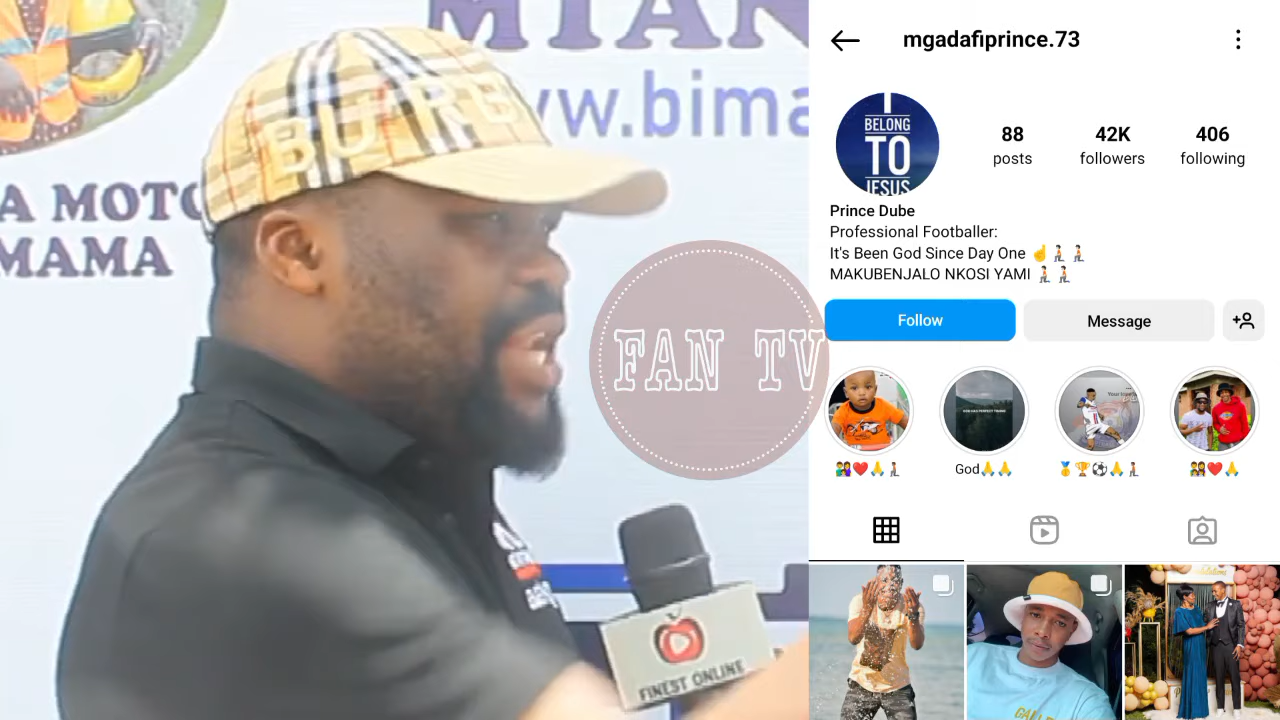 MTAN
ww.bima
A MOTO
MAMA
BURB
FAN TV
FINEST ONLINE
mgadafiprince.73
I
BELONG
TO
JESUS
88
posts
42K
followers
406
following
Prince Dube
Professional Footballer:
It's Been God Since Day One ☝️🧎🏻🧎🏻
MAKUBENJALO NKOSI YAMI 🧎🏻🧎🏻
Follow
Message
God🙏🙏